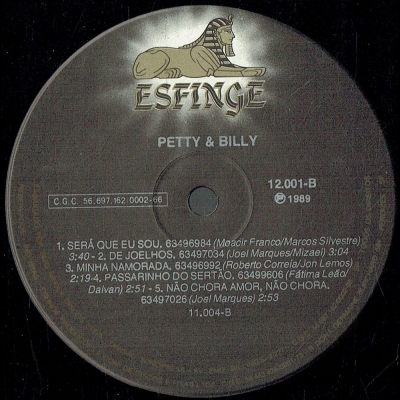 ESFINGE
PETTY & BILLY
C.G.C. 56.697.162/0002-66
12.001-B
Ⓟ 1989
1. SERÁ QUE EU SOU, 63496984 (Moacir Franco/Marcos Silvestre)
3:40 - 2. DE JOELHOS. 63497034 (Joel Marques/Mizael) 3:04
3. MINHA NAMORADA. 63496992 (Roberto Correia/Jon Lemos)
2:19-4. PASSARINHO DO SERTÃO. 63499606 (Fátima Leão/
Dalvan) 2:51 - 5. NÃO CHORA AMOR, NÃO CHORA.
63497026 (Joel Marques) 2:53
11.004-B